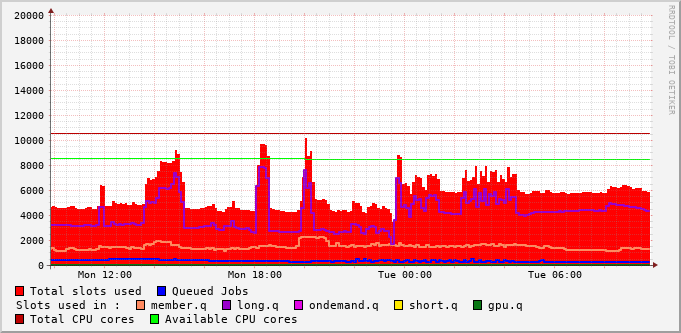 RRDTOOL / TOBI OETIKER
20000
18000
16000
14000
12000
10000
8000
6000
4000
2000
0
Mon 12:00 Mon 18:00 Tue 00:00 Tue 06:00
Total slots used Queued Jobs
Slots used in : member.q long.q ondemand.q short.q gpu.q
Total CPU cores Available CPU cores